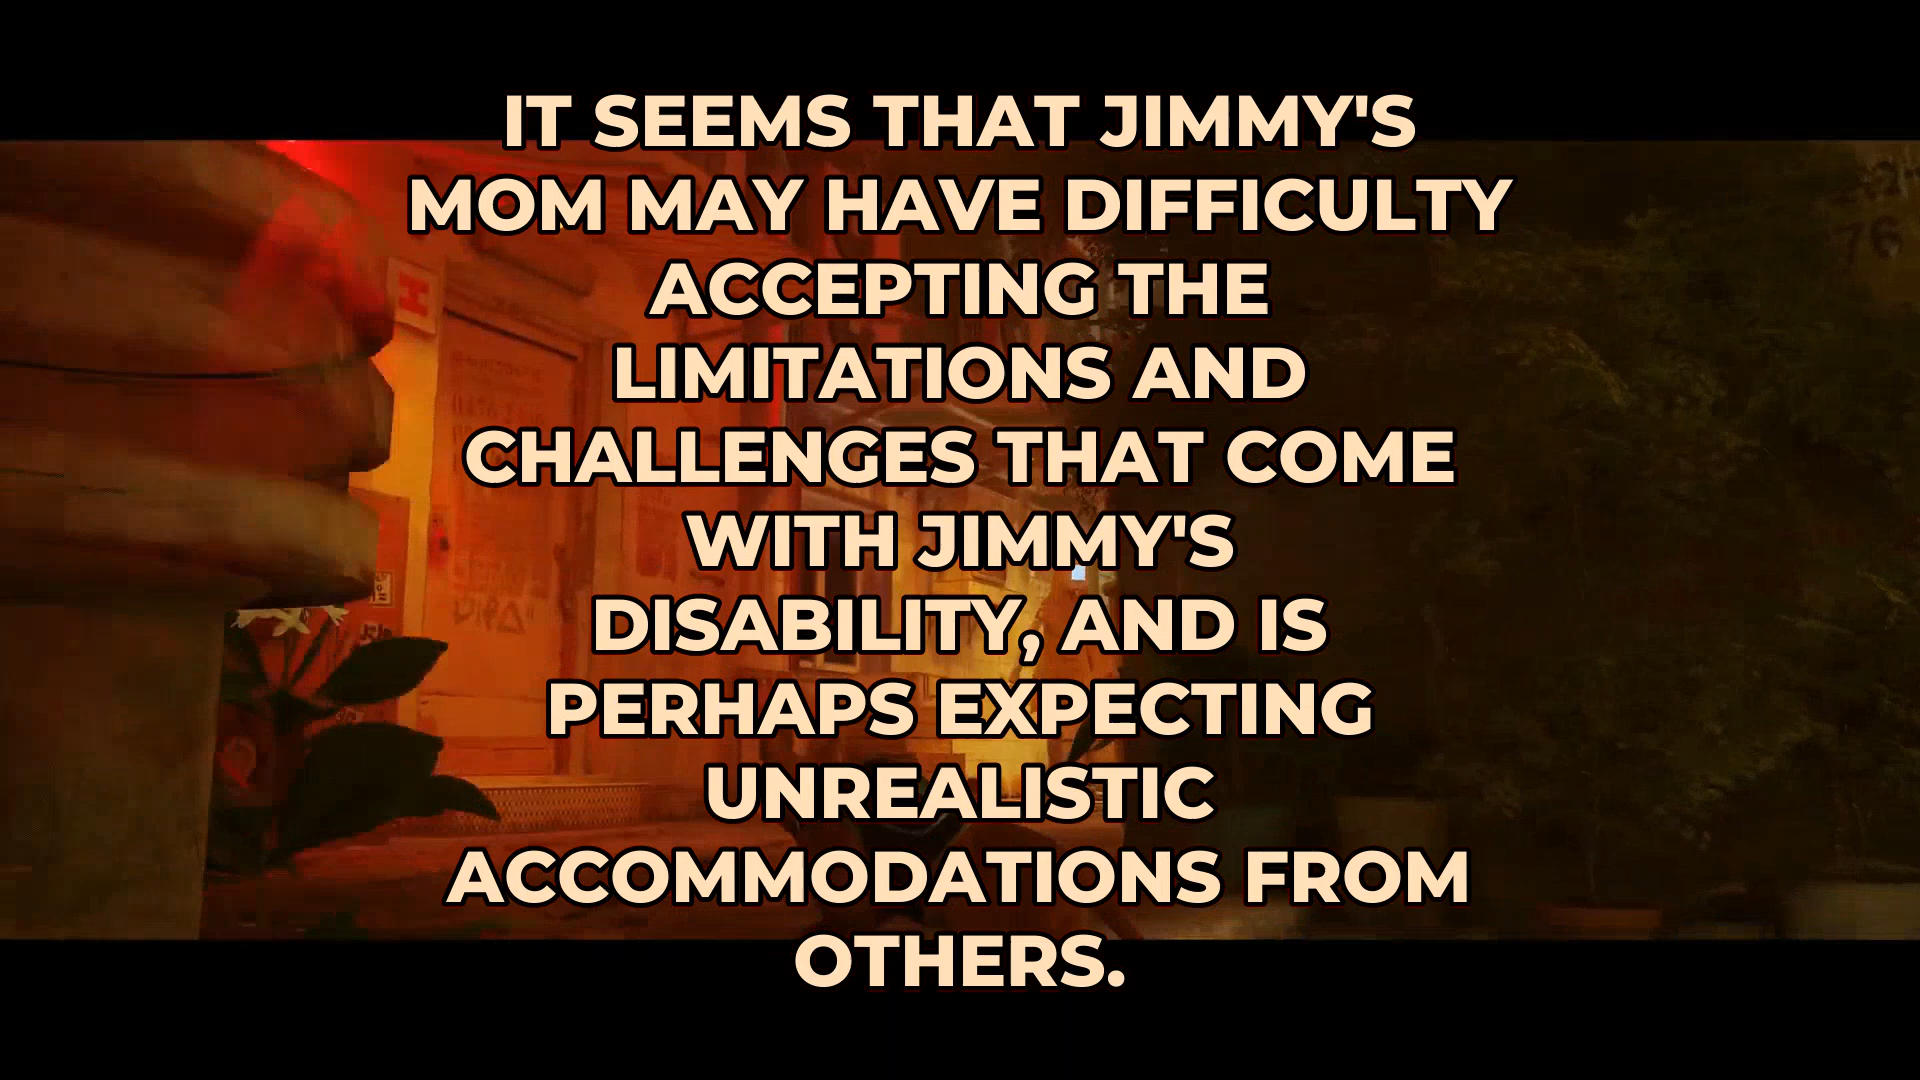 IT SEEMS THAT JIMMY'S
MOM MAY HAVE DIFFICULTY
ACCEPTING THE
LIMITATIONS AND
CHALLENGES THAT COME
WITH JIMMY'S
DISABILITY, AND IS
PERHAPS EXPECTING
UNREALISTIC
ACCOMMODATIONS FROM
OTHERS.